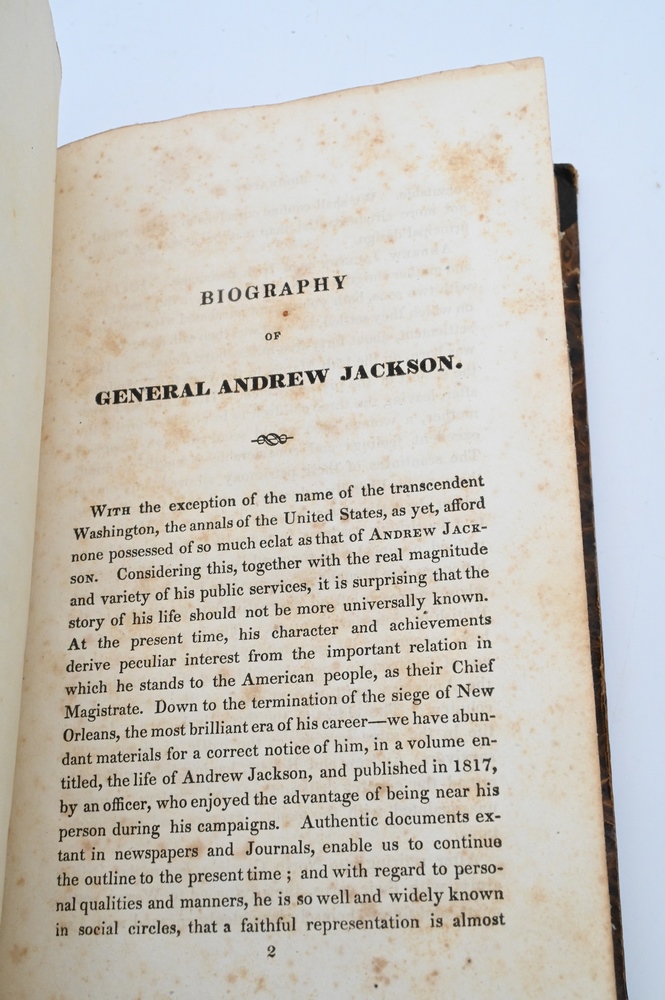 BIOGRAPHY
OF
GENERAL ANDREW JACKSON.
WITH the exception of the name of the transcendent
Washington, the annals of the United States, as yet, afford
none possessed of so much eclat as that of ANDREW JACK-
SON. Considering this, together with the real magnitude
and variety of his public services, it is surprising that the
story of his life should not be more universally known.
At the present time, his character and achievements
derive peculiar interest from the important relation in
which he stands to the American people, as their Chief
Magistrate. Down to the termination of the siege of New
Orleans, the most brilliant era of his career—we have abun-
dant materials for a correct notice of him, in a volume en-
titled, the life of Andrew Jackson, and published in 1817,
by an officer, who enjoyed the advantage of being near his
person during his campaigns. Authentic documents ex-
tant in newspapers and Journals, enable us to continue
the outline to the present time; and with regard to perso-
nal qualities and manners, he is so well and widely known
in social circles, that a faithful representation is almost
2